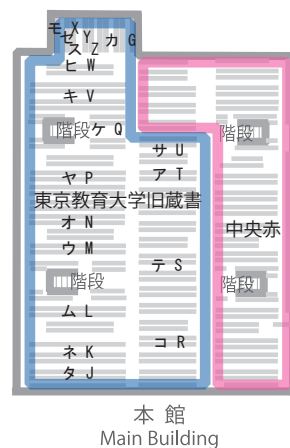 モ X
セ Y
ス Z
カ G
ヒ W
キ V
階段
ケ Q
階段
サ U
ア T
ヤ P
東京教育大学旧蔵書
オ N
中央赤
ウ M
テ S
階段
階段
ム L
コ R
ネ K
タ J
本 館
Main Building